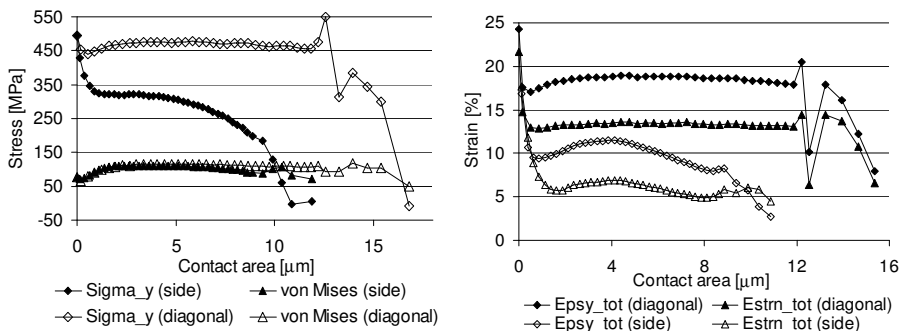 550
450
350
250
150
50
-50
Stress [MPa]
0 5 10 15
Contact area [μm]
Sigma_y (side) von Mises (side)
Sigma_y (diagonal) von Mises (diagonal)
25
20
15
10
5
0
Strain [%]
0 4 8 12 16
Contact area [μm]
Epsy_tot (diagonal) Estrn_tot (diagonal)
Epsy_tot (side) Estrn_tot (side)